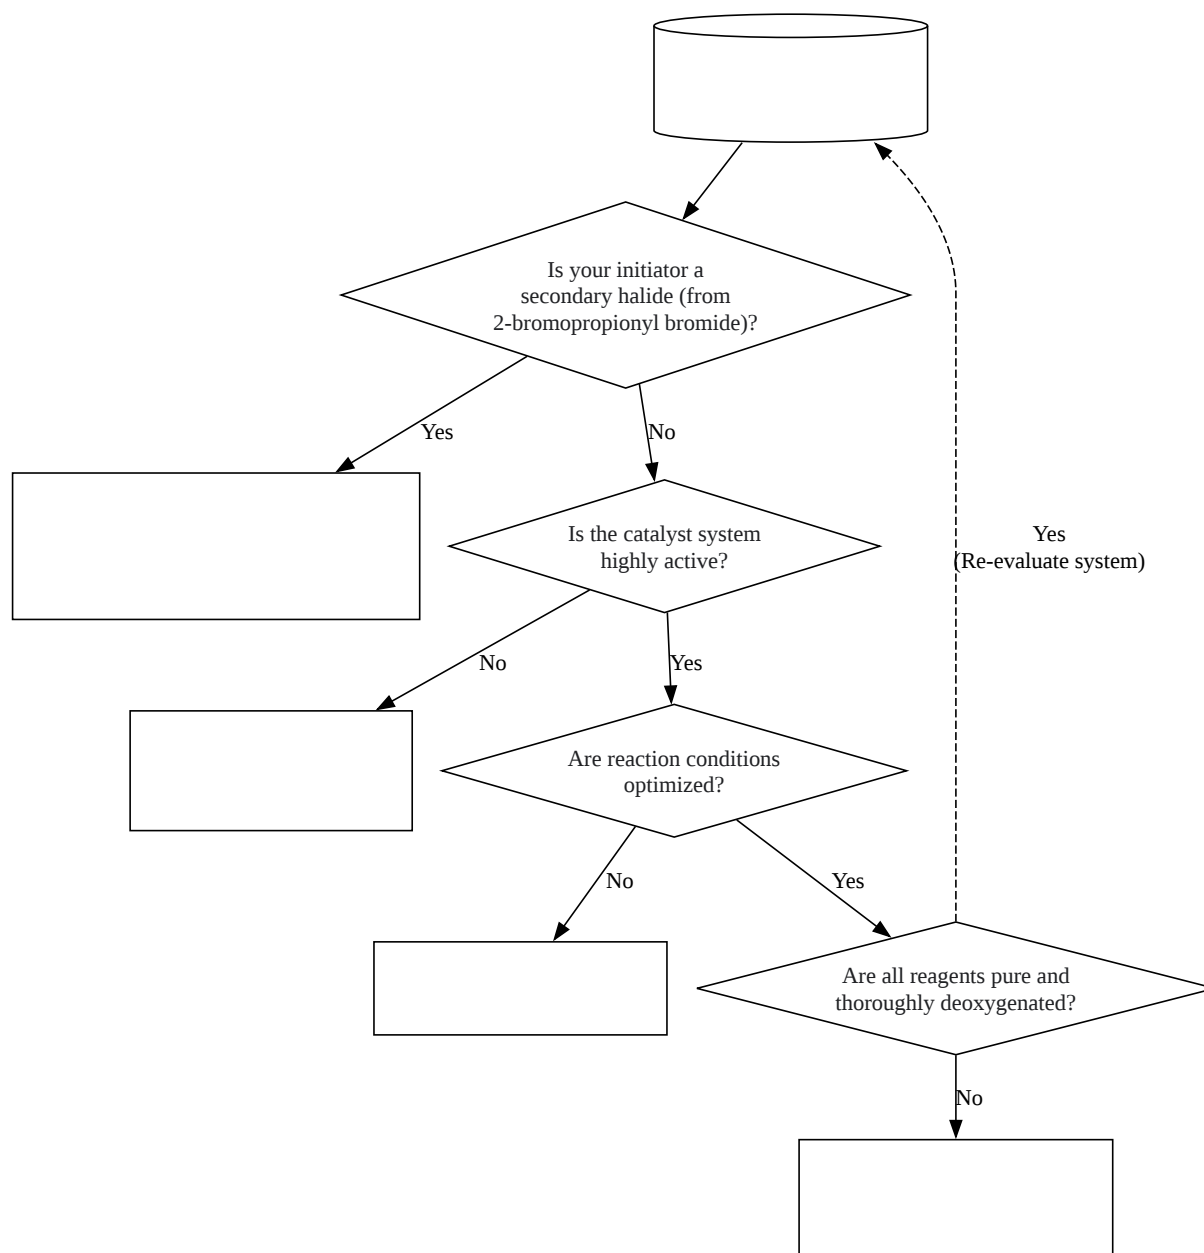 Is your initiator a
secondary halide (from
2-bromopropionyl bromide)?
Yes
No
Is the catalyst system
highly active?
Yes
(Re-evaluate system)
No
Yes
Are reaction conditions
optimized?
No
Yes
Are all reagents pure and
thoroughly deoxygenated?
No